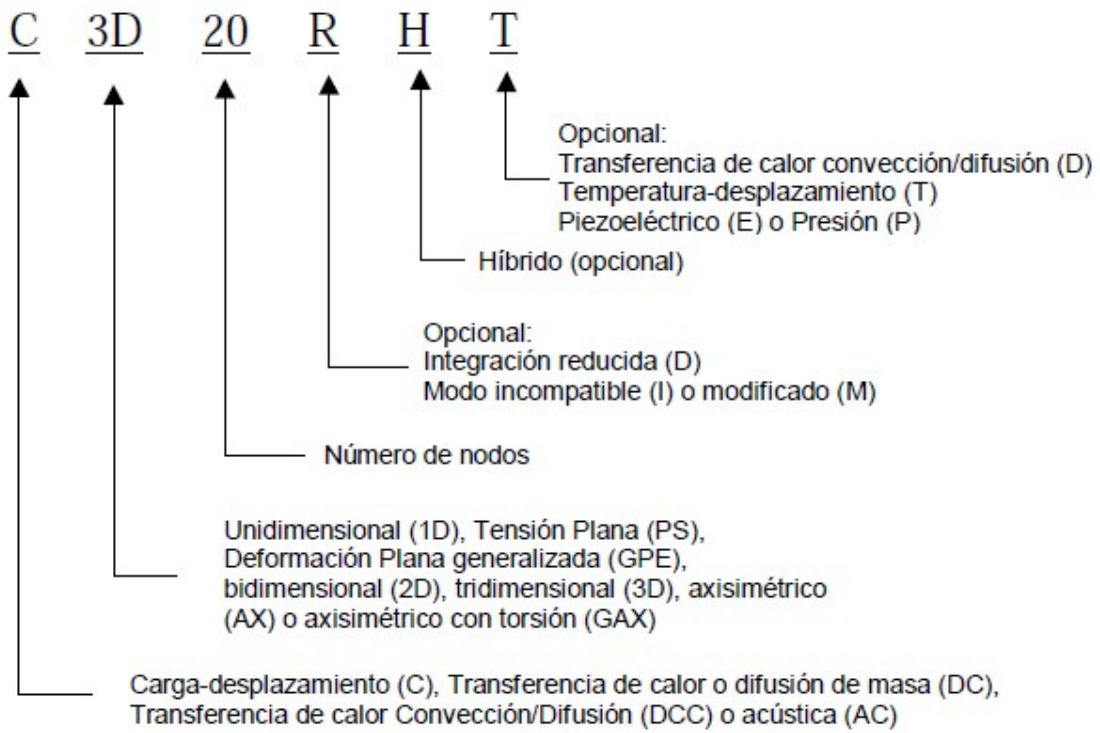 C 3D 20 R H T
Opcional:
Transferencia de calor convección/difusión (D)
Temperatura-desplazamiento (T)
Piezoeléctrico (E) o Presión (P)
Híbrido (opcional)
Opcional:
Integración reducida (D)
Modo incompatible (I) o modificado (M)
Número de nodos
Unidimensional (1D), Tensión Plana (PS),
Deformación Plana generalizada (GPE),
bidimensional (2D), tridimensional (3D), axisimétrico
(AX) o axisimétrico con torsión (GAX)
Carga-desplazamiento (C), Transferencia de calor o difusión de masa (DC),
Transferencia de calor Convección/Difusión (DCC) o acústica (AC)